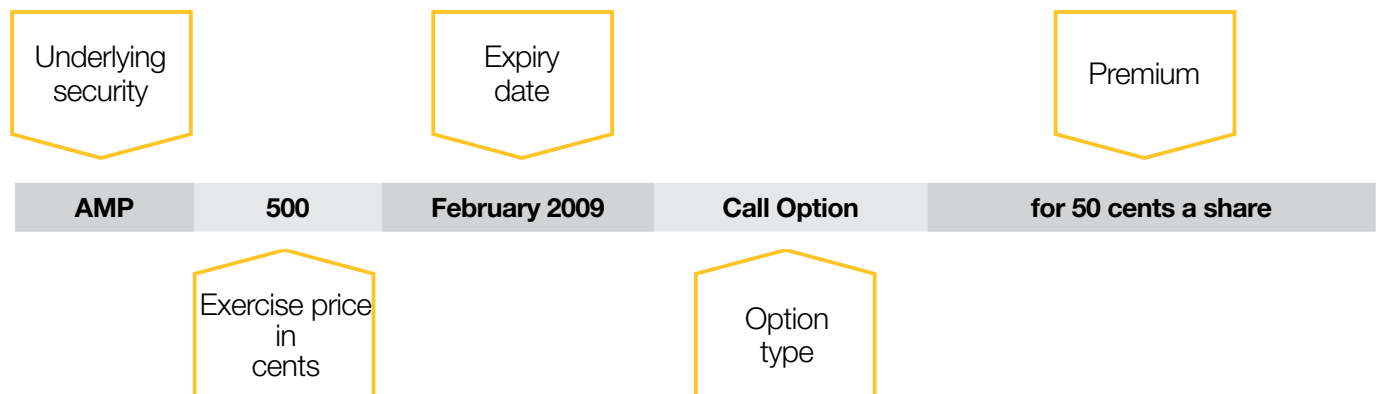 Underlying
security
Expiry
date
Premium
AMP 500 February 2009 Call Option for 50 cents a share
Exercise price
in
cents
Option
type